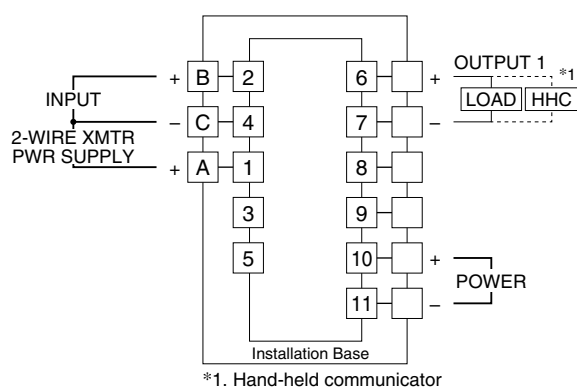 OUTPUT 1
*1
+ B 2 6 +
INPUT
LOAD HHC
– C 4 7 –
2-WIRE XMTR
PWR SUPPLY
+ A 1 8
3 9
5 10 +
POWER
11 –
Installation Base
*1. Hand-held communicator